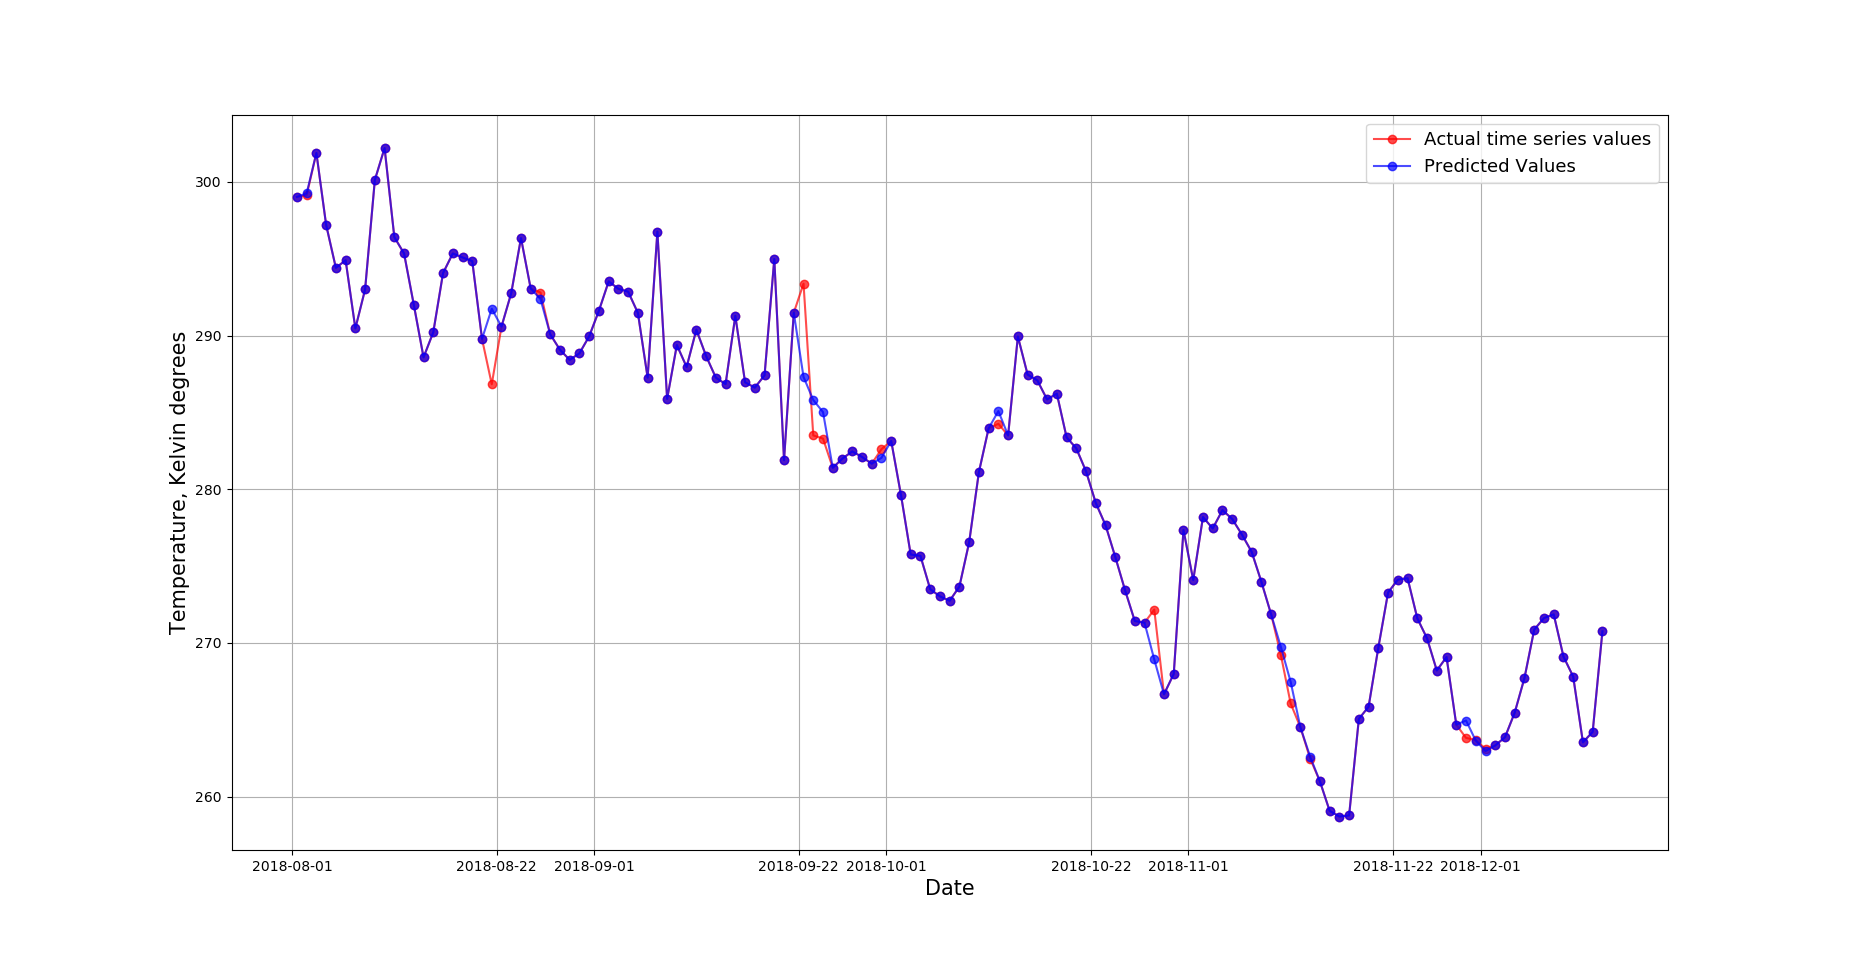 Actual time series values
Predicted Values
300
290
280
270
260
Temperature, Kelvin degrees
2018-08-01 2018-08-22 2018-09-01 2018-09-22 2018-10-01 2018-10-22 2018-11-01 2018-11-22 2018-12-01
Date